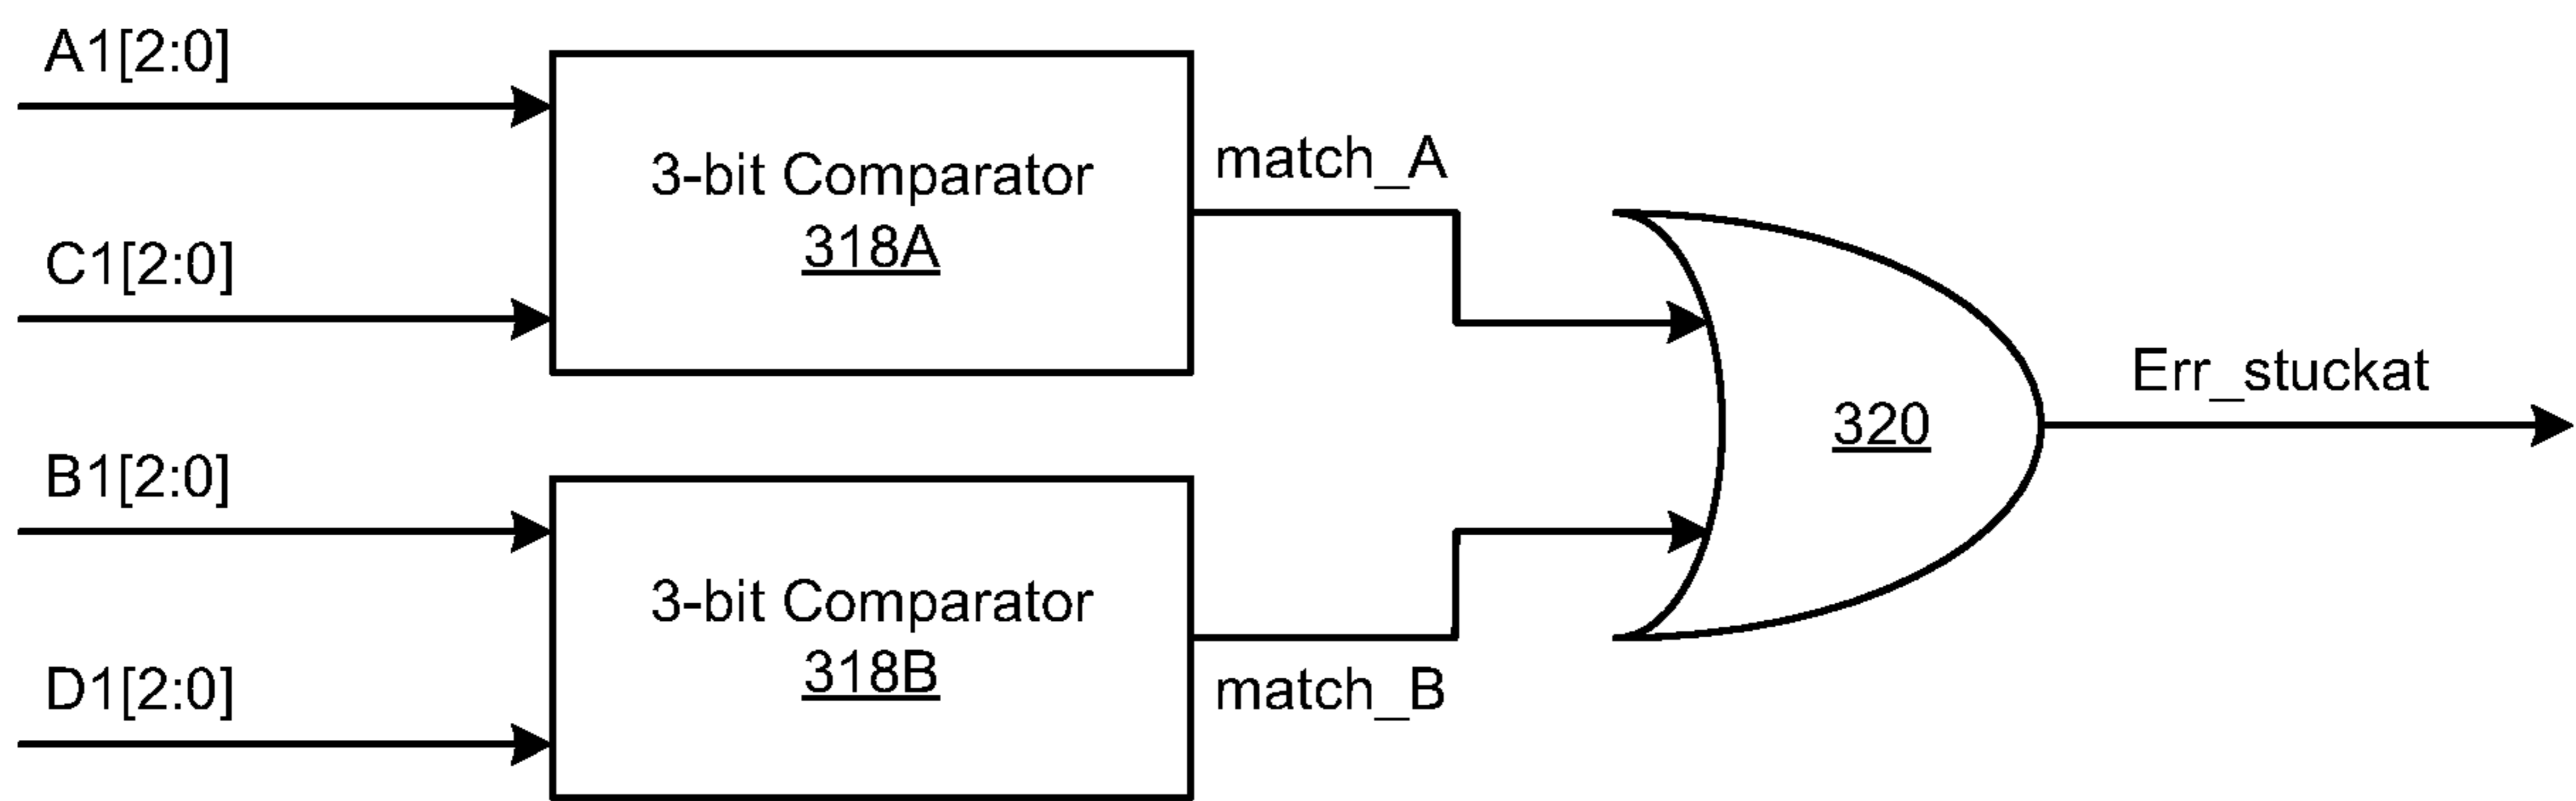 A1[2:0]
C1[2:0]
3-bit Comparator
318A
match_A
B1[2:0]
D1[2:0]
3-bit Comparator
318B
match_B
320
Err_stuckat